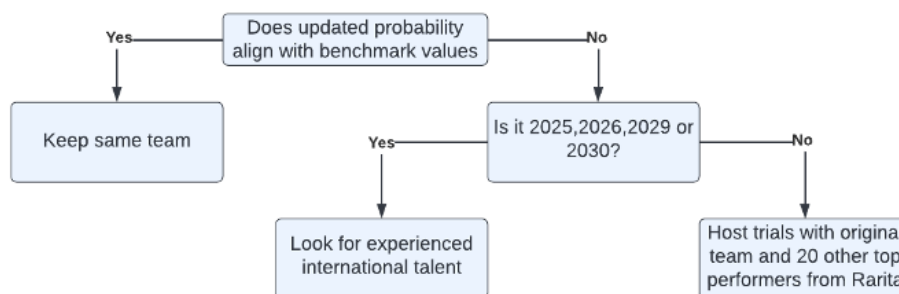 Does updated probability
align with benchmark values
Yes
No
Keep same team
Is it 2025,2026,2029 or
2030?
Yes
No
Look for experienced
international talent
Host trials with origina
team and 20 other top
performers from Rarita